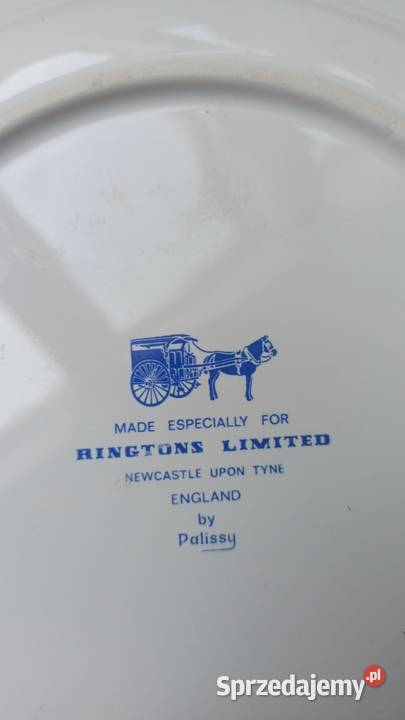 MADE ESPECIALLY FOR
RINGTONS LIMITED
NEWCASTLE UPON TYNE
ENGLAND
by
Palissy
Sprzedajemy.pl